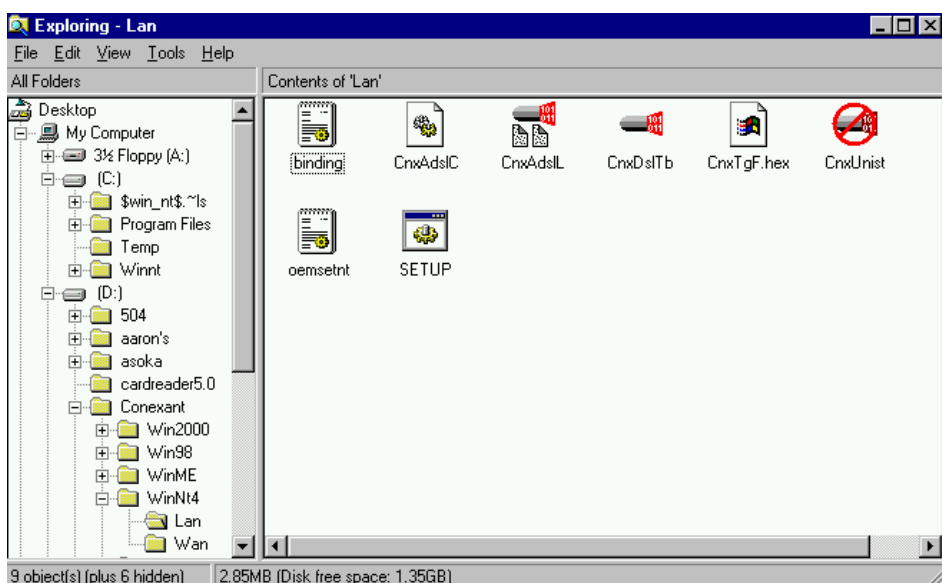 Exploring - Lan
File Edit View Tools Help
All Folders
Contents of 'Lan'
Desktop
My Computer
3½ Floppy (A:)
(C:)
$win_nt$.~ls
Program Files
Temp
Winnt
(D:)
504
aaron's
asoka
cardreader5.0
Conexant
Win2000
Win98
WinME
WinNt4
Lan
Wan
binding CnxAdslC CnxAdslL CnxDslTb CnxTgF.hex CnxUnist
oemsetnt SETUP
9 object(s) (plus 6 hidden) 2.85MB (Disk free space: 1.35GB)